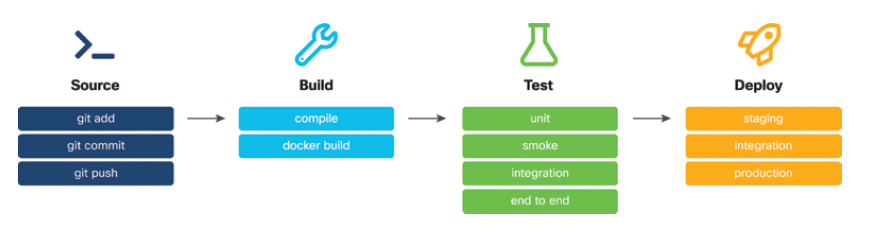 Source
git add
git commit
git push
Build
compile
docker build
Test
unit
smoke
integration
end to end
Deploy
staging
integration
production